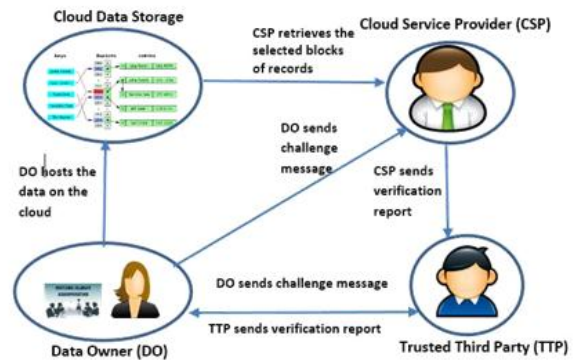 Cloud Data Storage
Cloud Service Provider (CSP)
CSP retrieves the
selected blocks
of records
DO sends
challenge
message
DO hosts the
data on the
cloud
CSP sends
verification
report
DO sends challenge message
TTP sends verification report
Data Owner (DO)
Trusted Third Party (TTP)